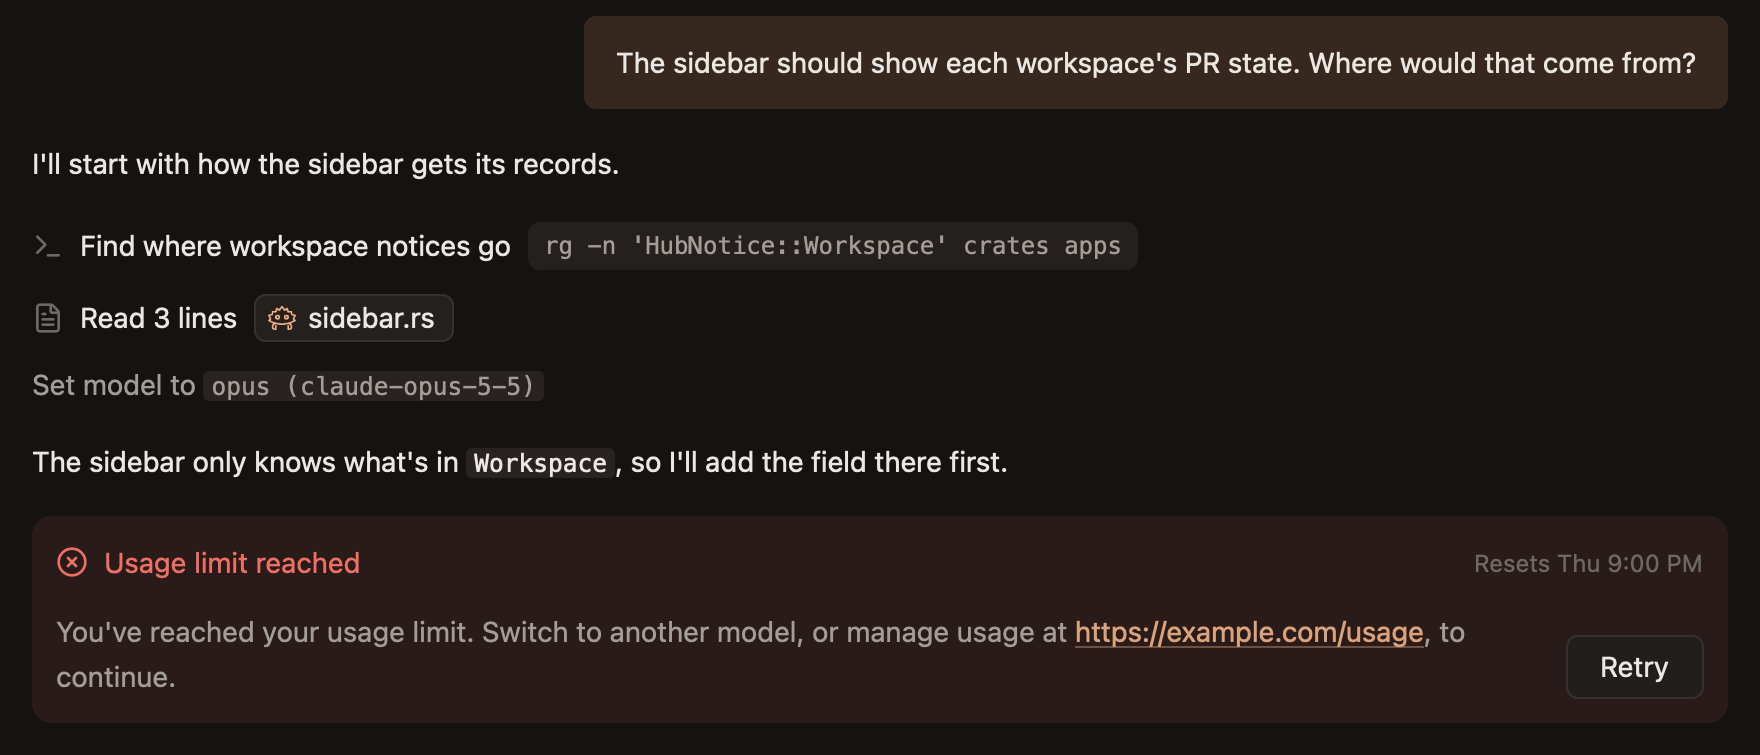 The sidebar should show each workspace's PR state. Where would that come from?
I'll start with how the sidebar gets its records.
Find where workspace notices go rg -n 'HubNotice::Workspace' crates apps
Read 3 lines sidebar.rs
Set model to opus (claude-opus-5-5)
The sidebar only knows what's in Workspace, so I'll add the field there first.
Usage limit reached Resets Thu 9:00 PM
You've reached your usage limit. Switch to another model, or manage usage at https://example.com/usage, to
continue.
Retry